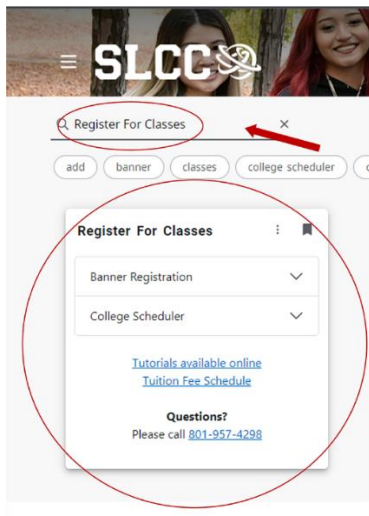 SLCC
Register For Classes
add banner classes college scheduler
Register For Classes
Banner Registration
College Scheduler
Tutorials available online
Tuition Fee Schedule
Questions?
Please call 801-957-4298